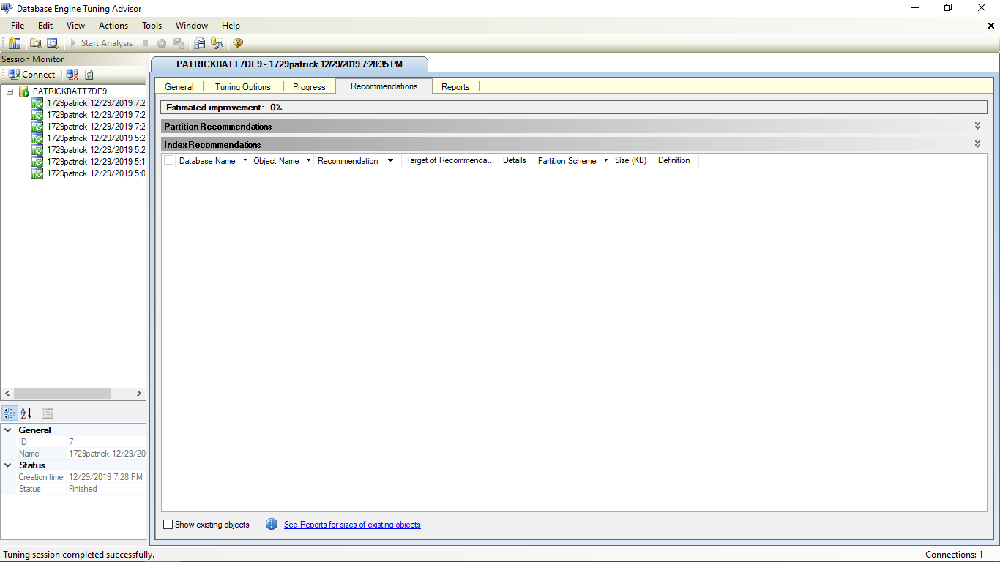 Database Engine Tuning Advisor
File Edit View Actions Tools Window Help
Start Analysis
Session Monitor
Connect
PATRICKBATT7DE9
1729patrick 12/29/2019 7:2
1729patrick 12/29/2019 7:2
1729patrick 12/29/2019 7:2
1729patrick 12/29/2019 5:2
1729patrick 12/29/2019 5:2
1729patrick 12/29/2019 5:1
1729patrick 12/29/2019 5:0
General
ID 7
Name 1729patrick 12/29/20
Status
Creation time 12/29/2019 7:28 PM
Status Finished
PATRICKBATT7DE9 - 1729patrick 12/29/2019 7:28:35 PM
General Tuning Options Progress Recommendations Reports
Estimated improvement: 0%
Partition Recommendations
Index Recommendations
Database Name Object Name Recommendation Target of Recommenda... Details Partition Scheme Size (KB) Definition
Show existing objects See Reports for sizes of existing objects
Tuning session completed successfully. Connections: 1